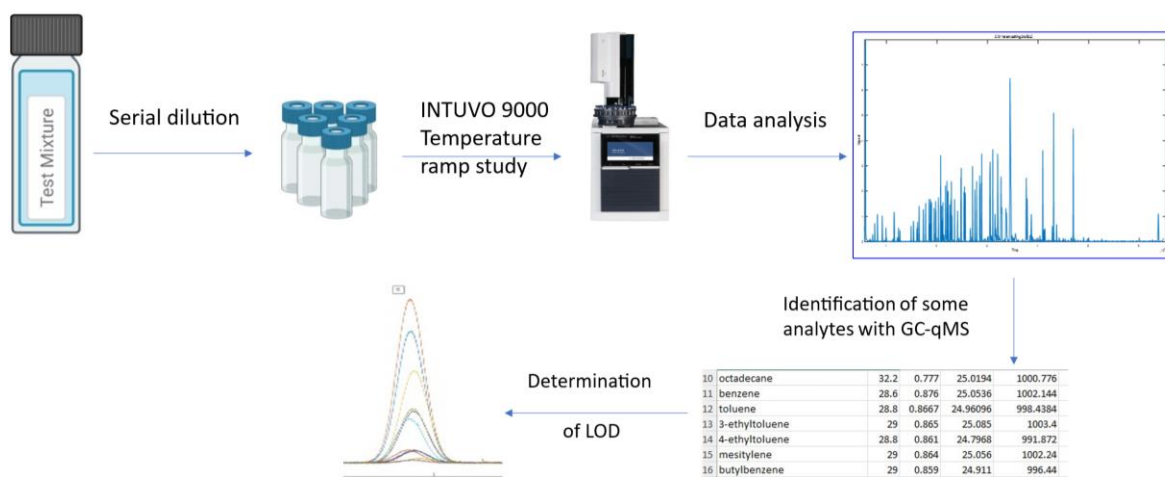 Test Mixture
Serial dilution
INTUVO 9000
Temperature
ramp study
Data analysis
Identification of some
analytes with GC-qMS
Determination
of LOD
10 octadecane 32.2 0.777 25.0194 1000.776
11 benzene 28.6 0.876 25.0536 1002.144
12 toluene 28.8 0.8667 24.96096 998.4384
13 3-ethyltoluene 29 0.865 25.085 1003.4
14 4-ethyltoluene 28.8 0.861 24.7968 991.872
15 mesitylene 29 0.864 25.056 1002.24
16 butylbenzene 29 0.859 24.911 996.44